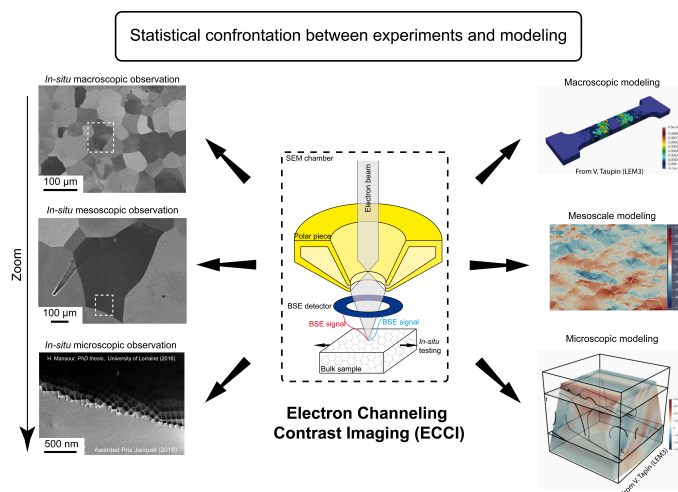 Statistical confrontation between experiments and modeling
In-situ macroscopic observation
100 µm
In-situ mesoscopic observation
100 µm
In-situ microscopic observation
H. Mansour, PhD thesis, University of Lorraine (2016)
Awarded Prix Jacquet (2016)
500 nm
Zoom
SEM chamber
Electron beam
Polar piece
BSE detector
BSE signal
BSE signal
In-situ
testing
Bulk sample
Electron Channeling
Contrast Imaging (ECCI)
Macroscopic modeling
From V. Taupin (LEM3)
Mesoscale modeling
Microscopic modeling
From V. Tapin (LEM3)